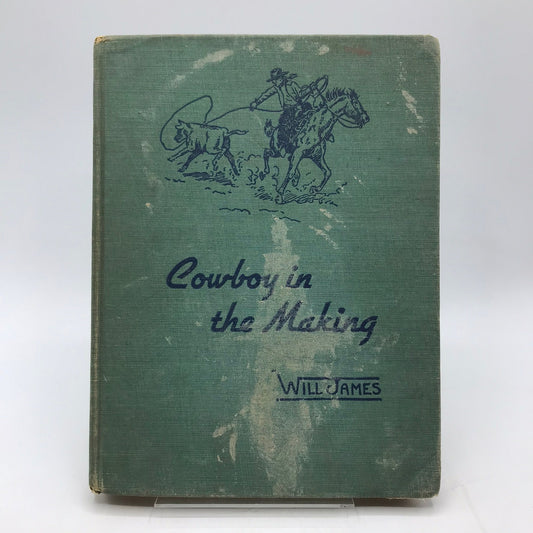 Cowboy in
the Making
WILL JAMES